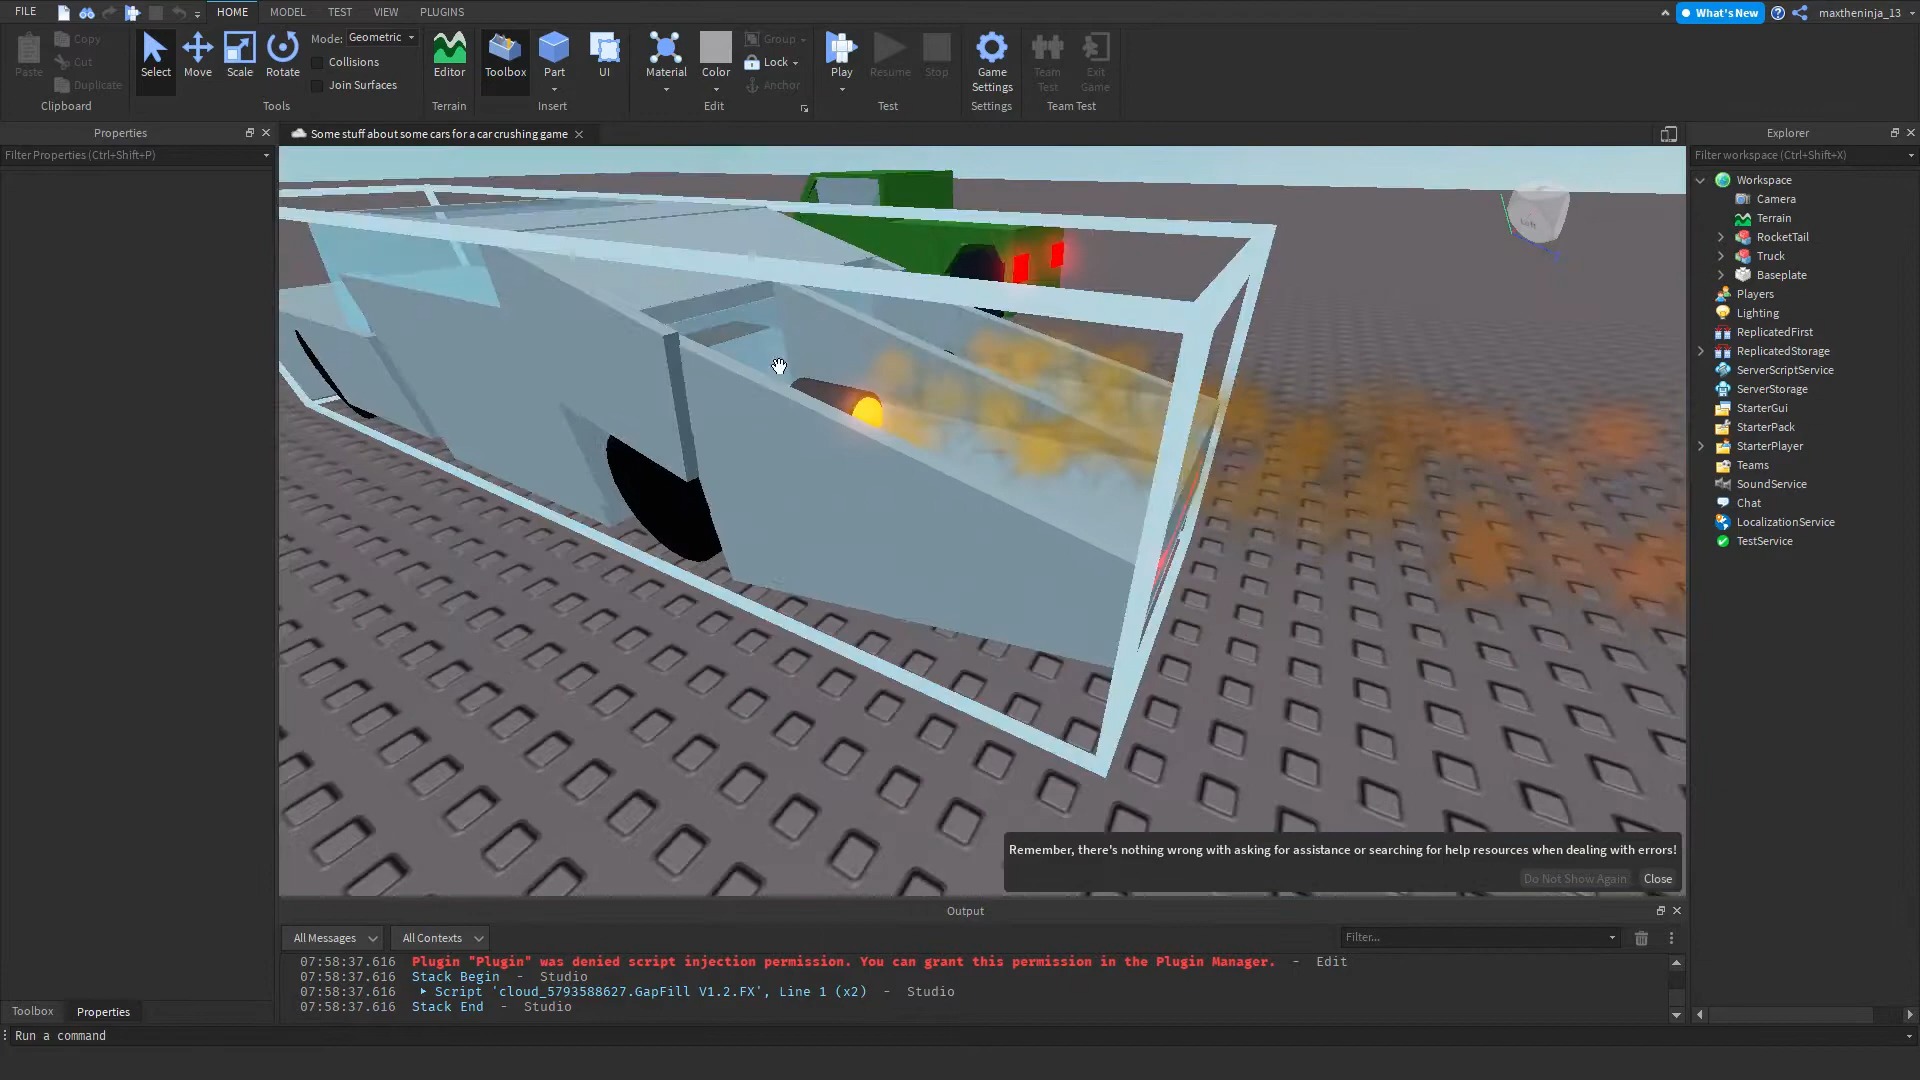 FILE HOME MODEL TEST VIEW PLUGINS What's New maxtheninja_13
Paste Copy Cut Duplicate Clipboard
Select Move Scale Rotate Mode: Geometric Collisions Join Surfaces Tools
Editor Terrain
Toolbox Part UI Insert
Material Color Group Lock Anchor Edit
Play Resume Stop Test
Game Settings Settings
Team Test Exit Game Team Test
Properties
Filter Properties (Ctrl+Shift+P)
Some stuff about some cars for a car crushing game
Left
Explorer
Filter workspace (Ctrl+Shift+X)
Workspace
Camera
Terrain
RocketTail
Truck
Baseplate
Players
Lighting
ReplicatedFirst
ReplicatedStorage
ServerScriptService
ServerStorage
StarterGui
StarterPack
StarterPlayer
Teams
SoundService
Chat
LocalizationService
TestService
Remember, there's nothing wrong with asking for assistance or searching for help resources when dealing with errors!
Do Not Show Again Close
Output
All Messages All Contexts Filter...
07:58:37.616 Plugin "Plugin" was denied script injection permission. You can grant this permission in the Plugin Manager. - Edit
07:58:37.616 Stack Begin - Studio
07:58:37.616 Script 'cloud_5793588627.GapFill V1.2.FX', Line 1 (x2) - Studio
07:58:37.616 Stack End - Studio
Toolbox Properties
Run a command